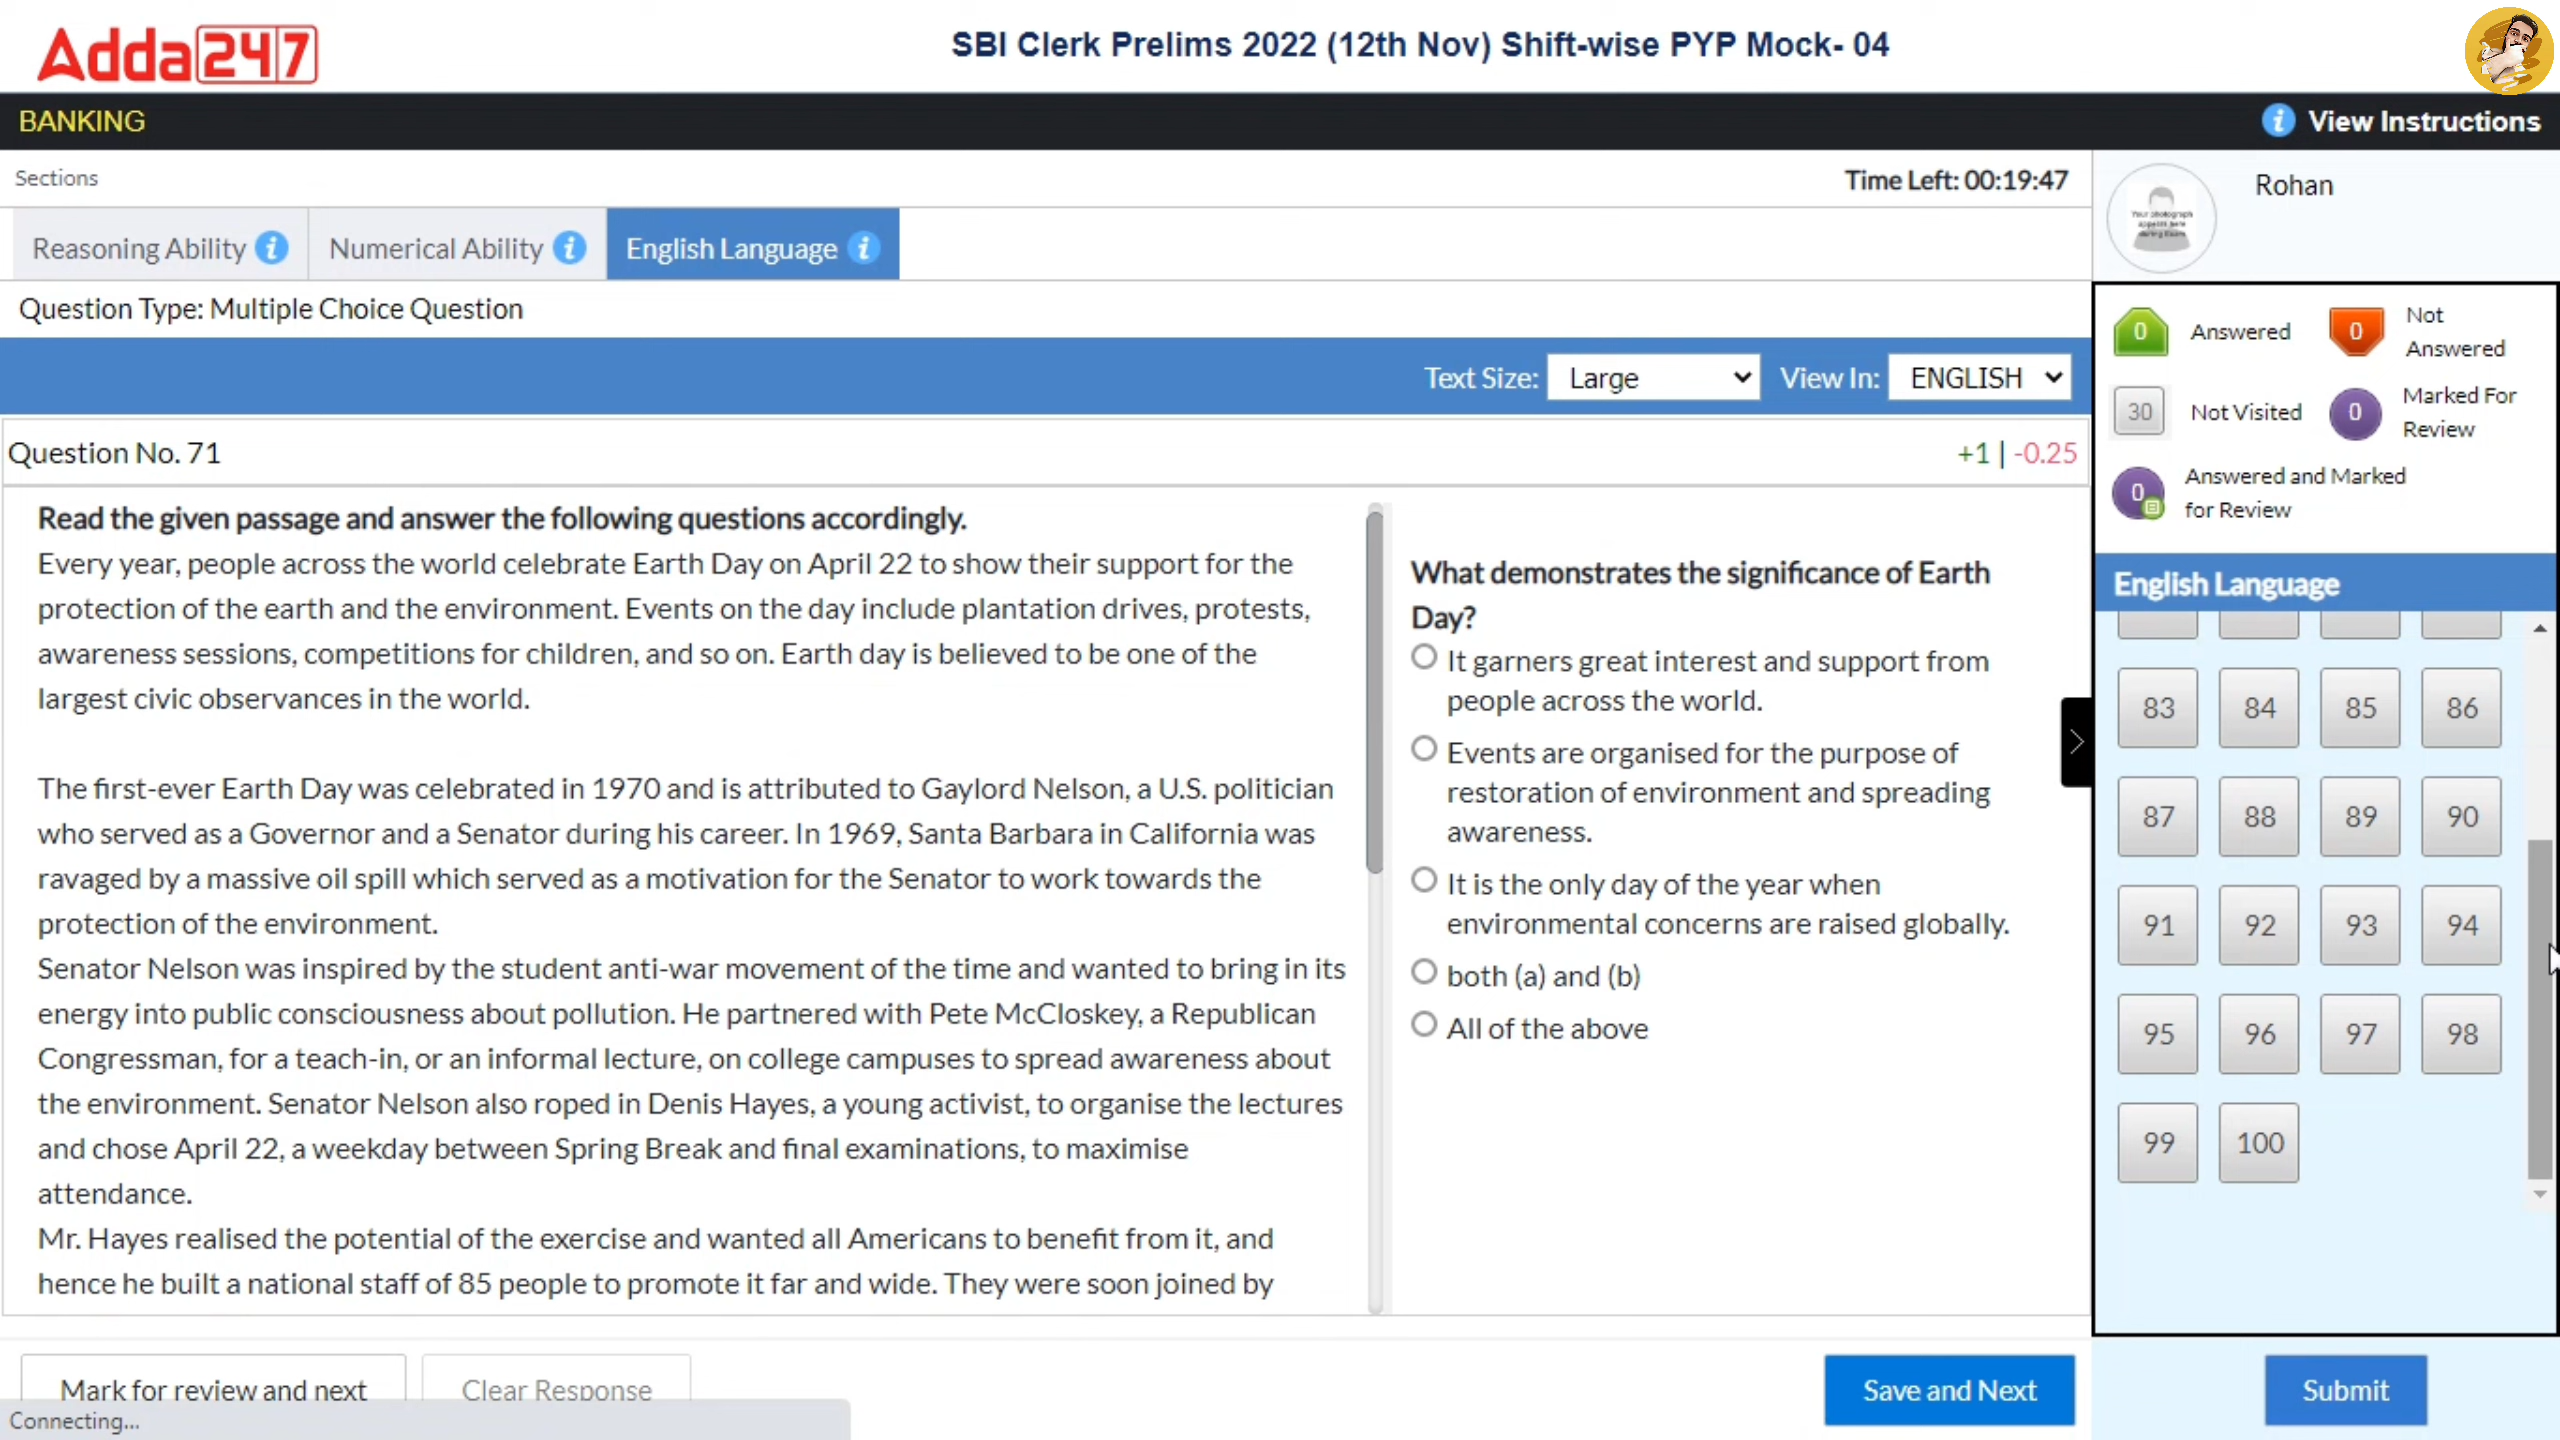 Adda247
SBI Clerk Prelims 2022 (12th Nov) Shift-wise PYP Mock- 04
BANKING
View Instructions
Sections
Time Left: 00:19:47
Rohan
Your photograph
appears here
during Exam
Reasoning Ability
Numerical Ability
English Language
Question Type: Multiple Choice Question
0 Answered
0 Not
Answered
30 Not Visited
0 Marked For
Review
0 Answered and Marked
for Review
Text Size: Large
View In: ENGLISH
Question No. 71
+1 | -0.25
Read the given passage and answer the following questions accordingly.
Every year, people across the world celebrate Earth Day on April 22 to show their support for the
protection of the earth and the environment. Events on the day include plantation drives, protests,
awareness sessions, competitions for children, and so on. Earth day is believed to be one of the
largest civic observances in the world.
The first-ever Earth Day was celebrated in 1970 and is attributed to Gaylord Nelson, a U.S. politician
who served as a Governor and a Senator during his career. In 1969, Santa Barbara in California was
ravaged by a massive oil spill which served as a motivation for the Senator to work towards the
protection of the environment.
Senator Nelson was inspired by the student anti-war movement of the time and wanted to bring in its
energy into public consciousness about pollution. He partnered with Pete McCloskey, a Republican
Congressman, for a teach-in, or an informal lecture, on college campuses to spread awareness about
the environment. Senator Nelson also roped in Denis Hayes, a young activist, to organise the lectures
and chose April 22, a weekday between Spring Break and final examinations, to maximise
attendance.
Mr. Hayes realised the potential of the exercise and wanted all Americans to benefit from it, and
hence he built a national staff of 85 people to promote it far and wide. They were soon joined by
What demonstrates the significance of Earth
Day?
It garners great interest and support from
people across the world.
Events are organised for the purpose of
restoration of environment and spreading
awareness.
It is the only day of the year when
environmental concerns are raised globally.
both (a) and (b)
All of the above
English Language
83 84 85 86
87 88 89 90
91 92 93 94
95 96 97 98
99 100
Mark for review and next
Clear Response
Save and Next
Submit
Connecting...